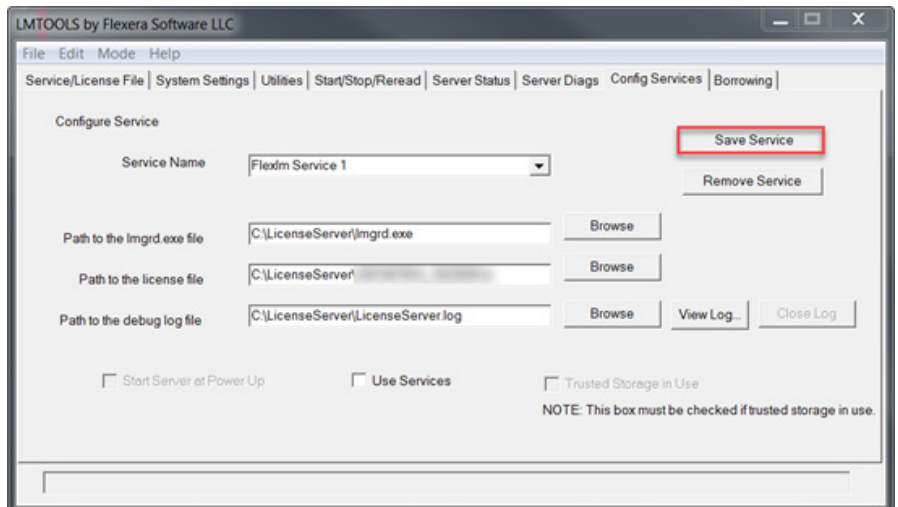 LMTOOLS by Flexera Software LLC
File Edit Mode Help
Service/License File System Settings Utilities Start/Stop/Reread Server Status Server Diags Config Services Borrowing
Configure Service
Save Service
Service Name Flexlm Service 1
Remove Service
Path to the lmgrd.exe file C:\LicenseServer\lmgrd.exe Browse
Path to the license file C:\LicenseServer\ Browse
Path to the debug log file C:\LicenseServer\LicenseServer.log Browse View Log... Close Log
Start Server at Power Up Use Services Trusted Storage in Use
NOTE: This box must be checked if trusted storage in use.